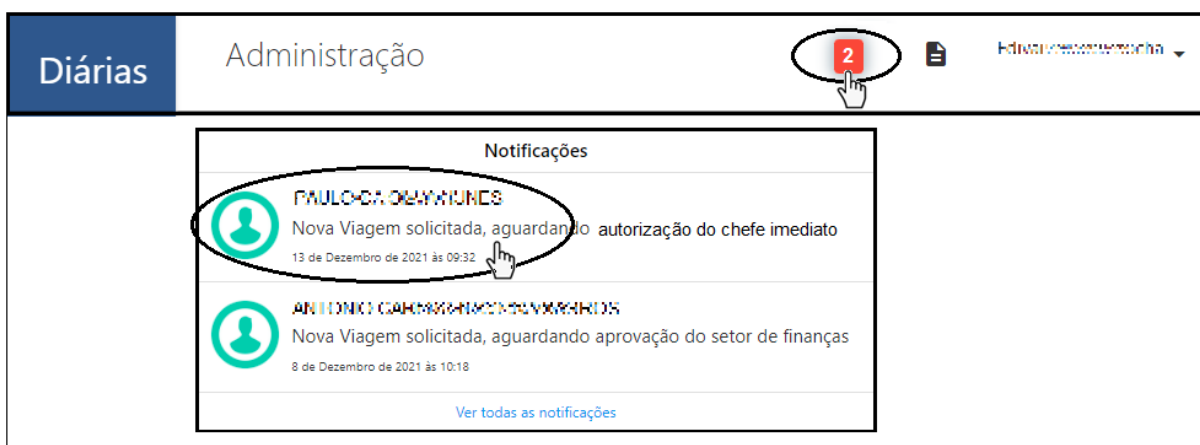 Diárias
Administração
2
Notificações
Nova Viagem solicitada, aguardando autorização do chefe imediato
13 de Dezembro de 2021 às 09:32
Nova Viagem solicitada, aguardando aprovação do setor de finanças
8 de Dezembro de 2021 às 10:18
Ver todas as notificações